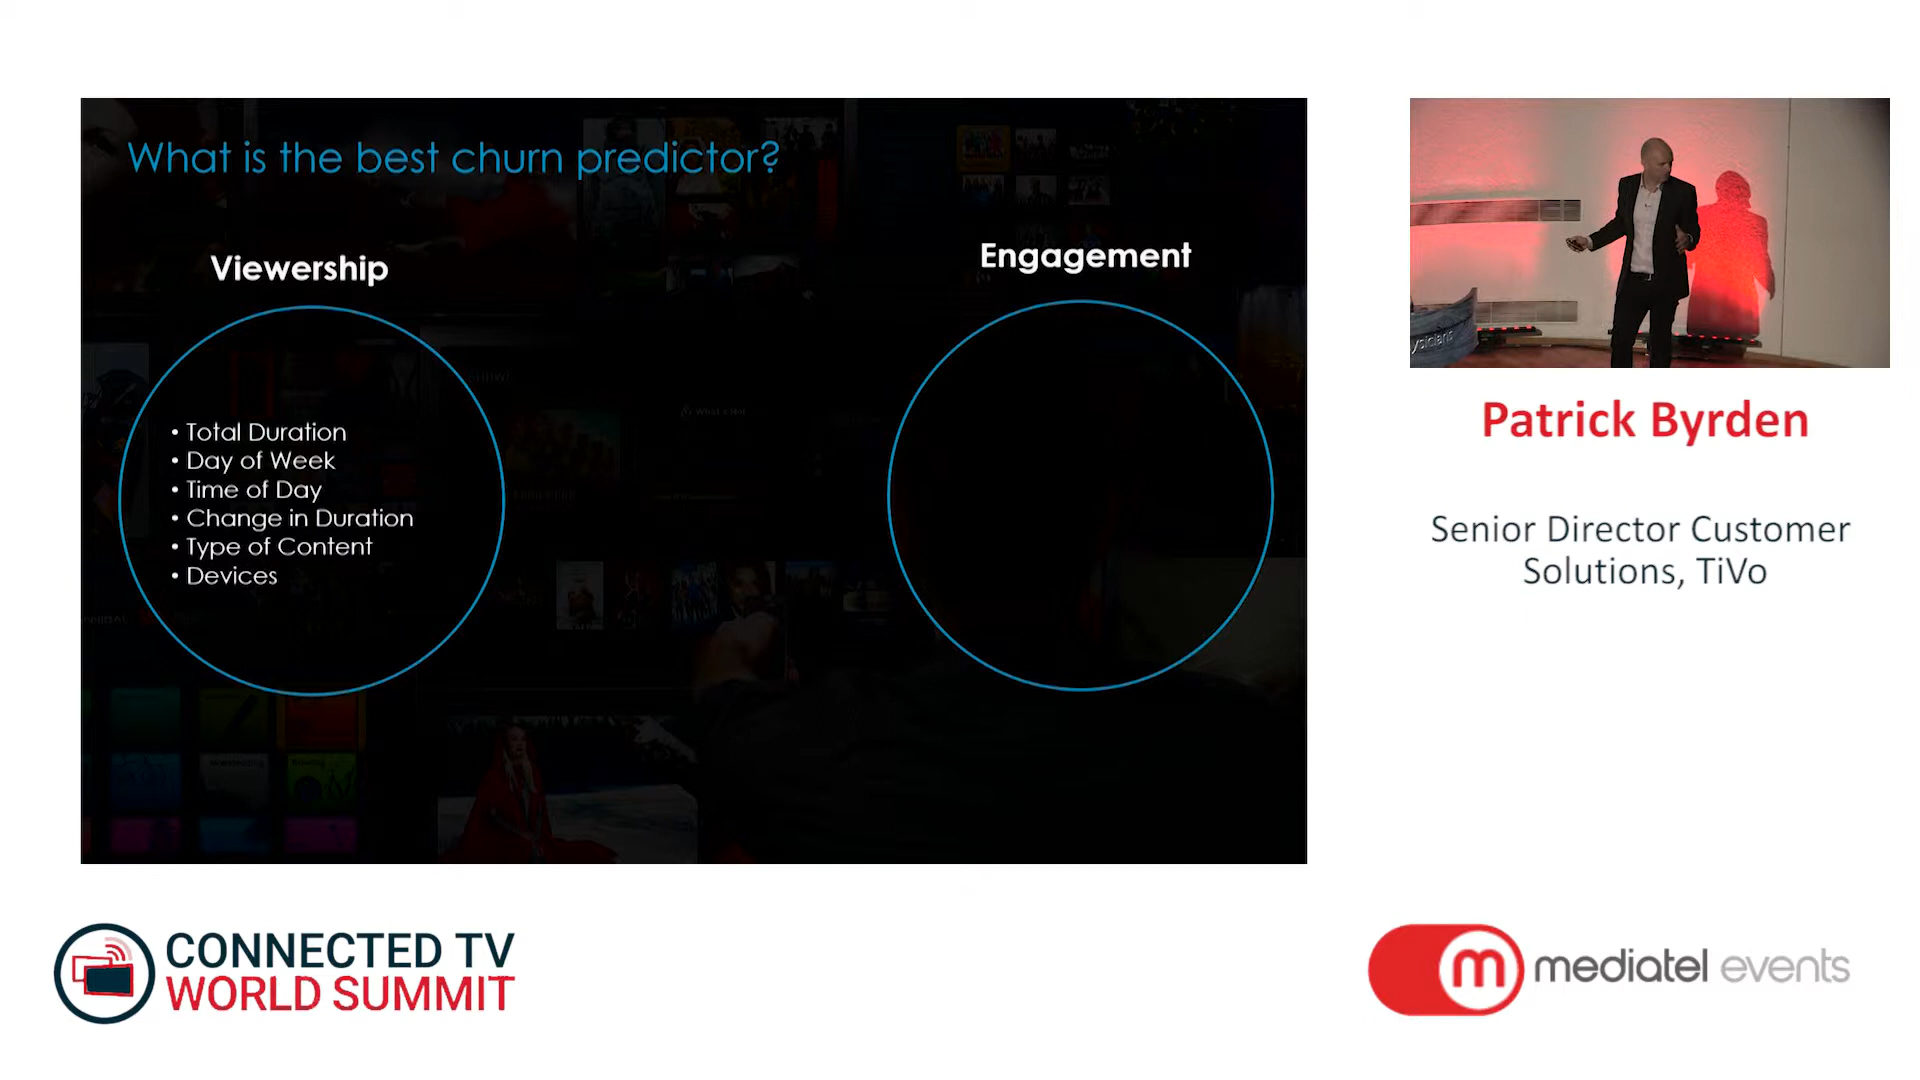 What is the best churn predictor?
Viewership
Engagement
• Total Duration
• Day of Week
• Time of Day
• Change in Duration
• Type of Content
• Devices
ysicians
Patrick Byrden
Senior Director Customer
Solutions, TiVo
CONNECTED TV
WORLD SUMMIT
m mediatel events